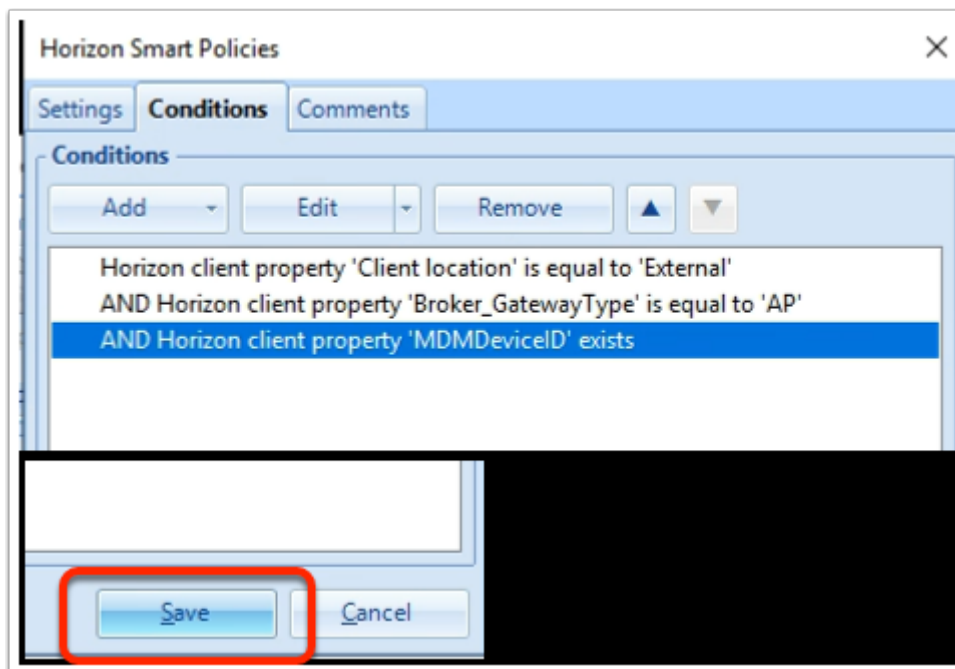 Horizon Smart Policies
Settings Conditions Comments
Conditions
Add Edit Remove
Horizon client property 'Client location' is equal to 'External'
AND Horizon client property 'Broker_GatewayType' is equal to 'AP'
AND Horizon client property 'MDMDeviceID' exists
Save Cancel